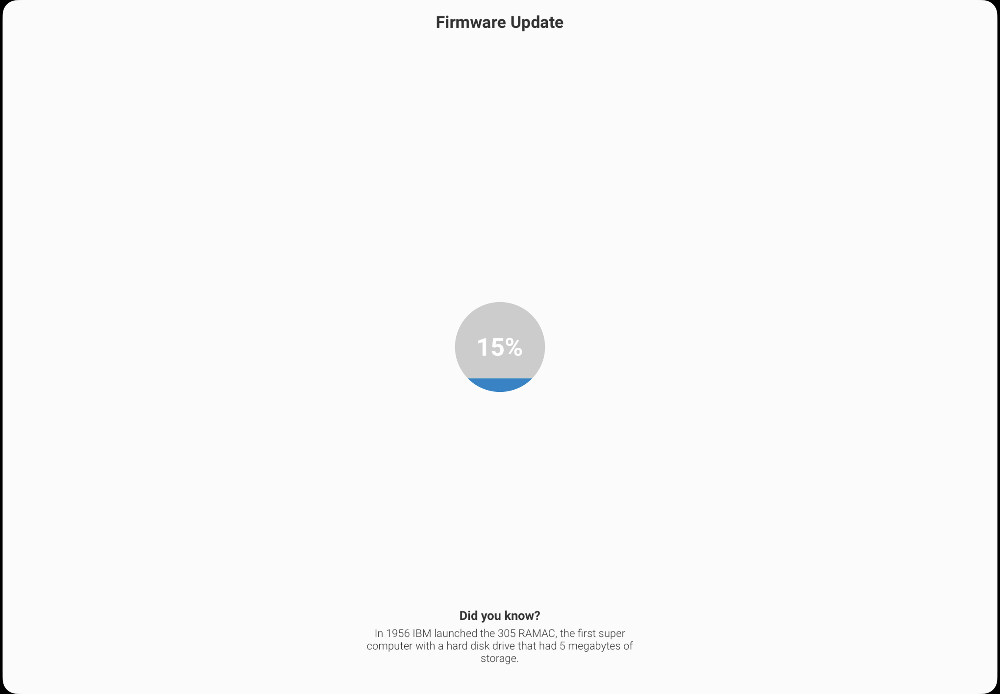 Firmware Update
15%
Did you know?
In 1956 IBM launched the 305 RAMAC, the first super
computer with a hard disk drive that had 5 megabytes of
storage.